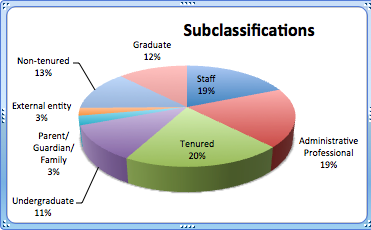 Subclassifications
Graduate
12%
Staff
19%
Non-tenured
13%
External entity
3%
Parent/
Guardian/
Family
3%
Administrative
Professional
19%
Tenured
20%
Undergraduate
11%